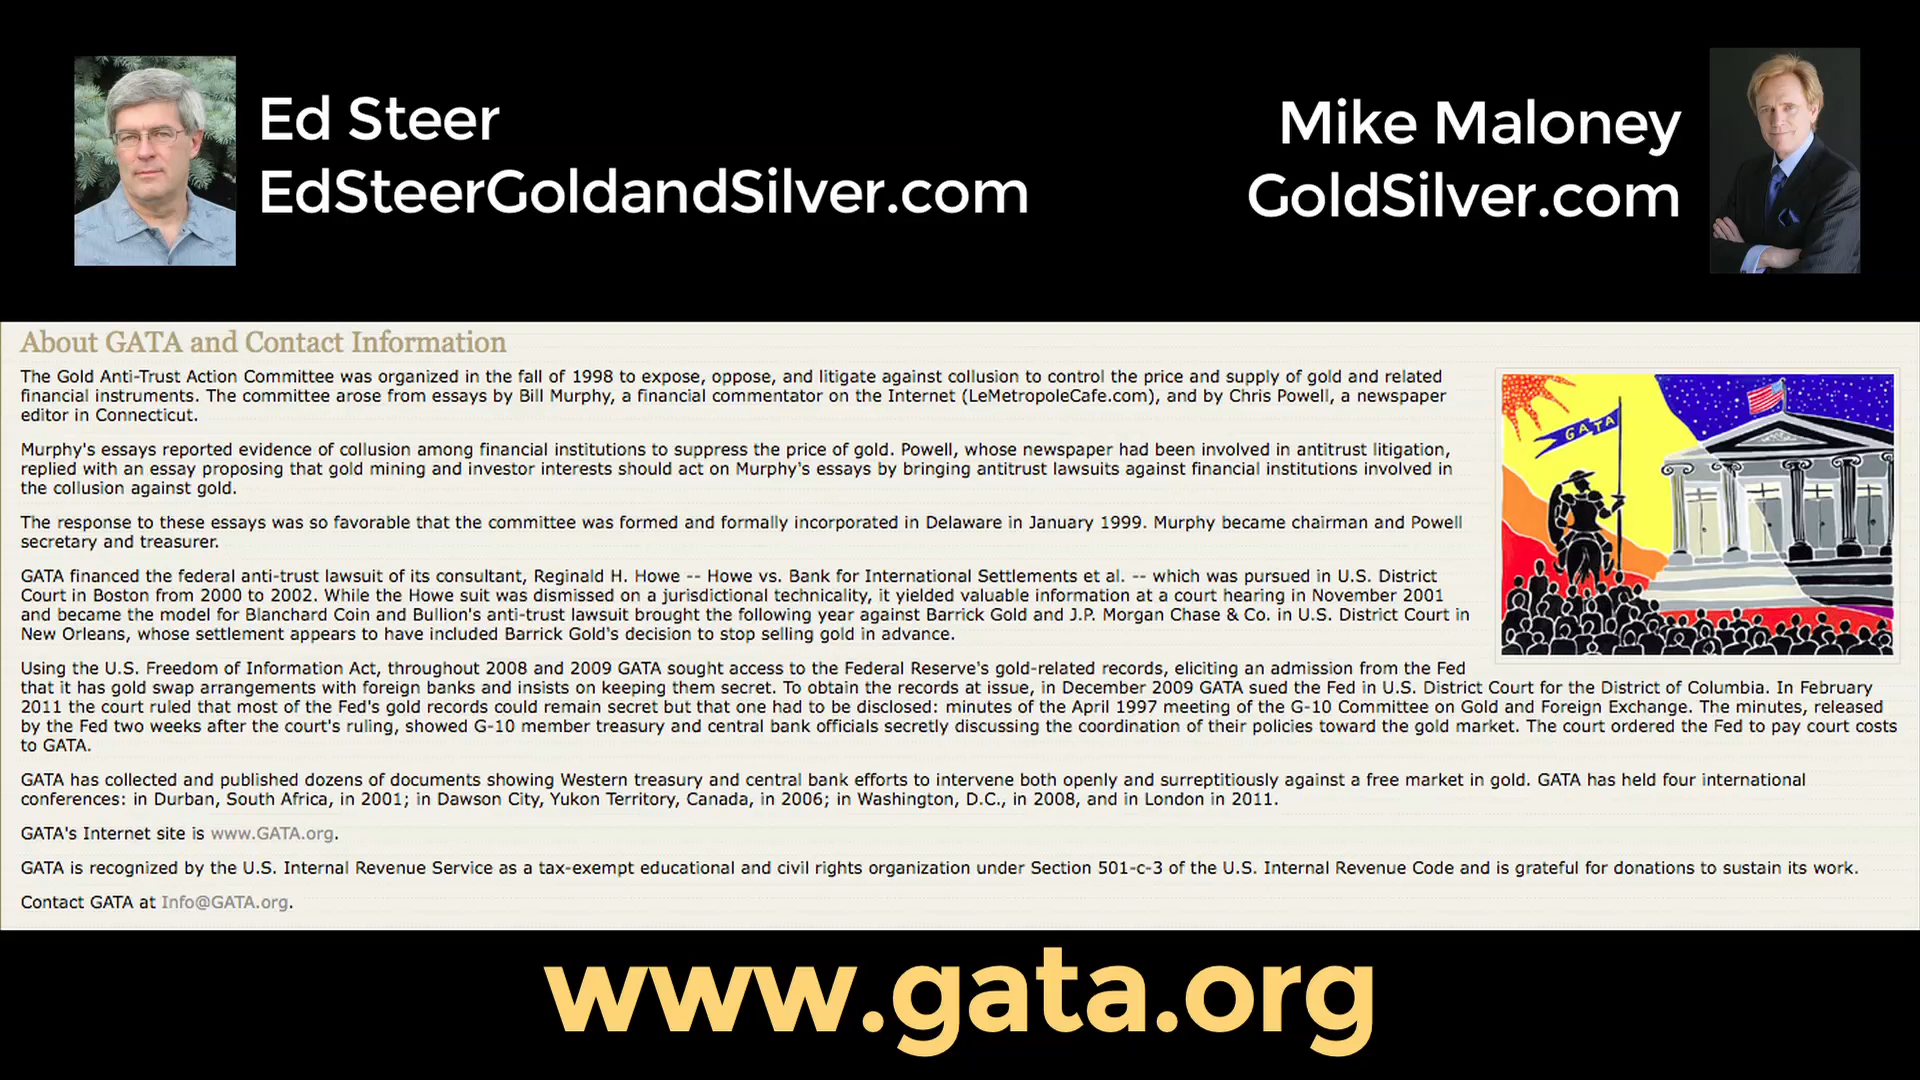 Ed Steer
EdSteerGoldandSilver.com
Mike Maloney
GoldSilver.com
About GATA and Contact Information
The Gold Anti-Trust Action Committee was organized in the fall of 1998 to expose, oppose, and litigate against collusion to control the price and supply of gold and related
financial instruments. The committee arose from essays by Bill Murphy, a financial commentator on the Internet (LeMetropoleCafe.com), and by Chris Powell, a newspaper
editor in Connecticut.
Murphy's essays reported evidence of collusion among financial institutions to suppress the price of gold. Powell, whose newspaper had been involved in antitrust litigation,
replied with an essay proposing that gold mining and investor interests should act on Murphy's essays by bringing antitrust lawsuits against financial institutions involved in
the collusion against gold.
The response to these essays was so favorable that the committee was formed and formally incorporated in Delaware in January 1999. Murphy became chairman and Powell
secretary and treasurer.
GATA financed the federal anti-trust lawsuit of its consultant, Reginald H. Howe -- Howe vs. Bank for International Settlements et al. -- which was pursued in U.S. District
Court in Boston from 2000 to 2002. While the Howe suit was dismissed on a jurisdictional technicality, it yielded valuable information at a court hearing in November 2001
and became the model for Blanchard Coin and Bullion's anti-trust lawsuit brought the following year against Barrick Gold and J.P. Morgan Chase & Co. in U.S. District Court in
New Orleans, whose settlement appears to have included Barrick Gold's decision to stop selling gold in advance.
Using the U.S. Freedom of Information Act, throughout 2008 and 2009 GATA sought access to the Federal Reserve's gold-related records, eliciting an admission from the Fed
that it has gold swap arrangements with foreign banks and insists on keeping them secret. To obtain the records at issue, in December 2009 GATA sued the Fed in U.S. District Court for the District of Columbia. In February
2011 the court ruled that most of the Fed's gold records could remain secret but that one had to be disclosed: minutes of the April 1997 meeting of the G-10 Committee on Gold and Foreign Exchange. The minutes, released
by the Fed two weeks after the court's ruling, showed G-10 member treasury and central bank officials secretly discussing the coordination of their policies toward the gold market. The court ordered the Fed to pay court costs
to GATA.
GATA has collected and published dozens of documents showing Western treasury and central bank efforts to intervene both openly and surreptitiously against a free market in gold. GATA has held four international
conferences: in Durban, South Africa, in 2001; in Dawson City, Yukon Territory, Canada, in 2006; in Washington, D.C., in 2008, and in London in 2011.
GATA's Internet site is www.GATA.org.
GATA is recognized by the U.S. Internal Revenue Service as a tax-exempt educational and civil rights organization under Section 501-c-3 of the U.S. Internal Revenue Code and is grateful for donations to sustain its work.
Contact GATA at Info@GATA.org.
GATA
www.gata.org